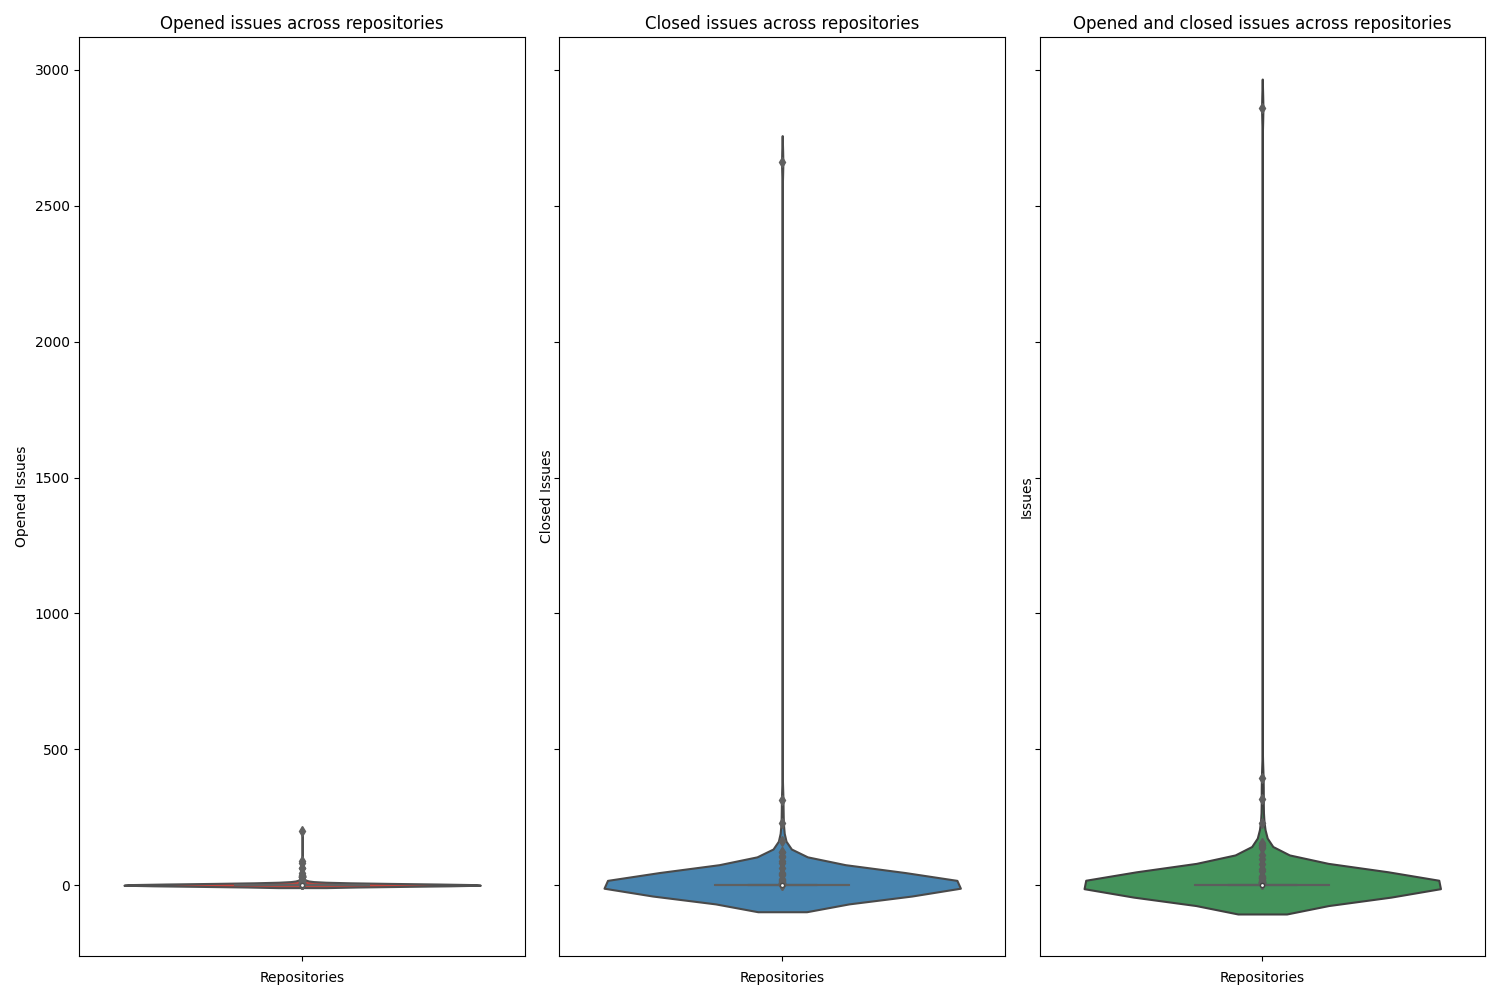 Opened issues across repositories
Closed issues across repositories
Opened and closed issues across repositories
3000
2500
2000
1500
1000
500
0
Opened Issues
Closed Issues
Issues
Repositories
Repositories
Repositories